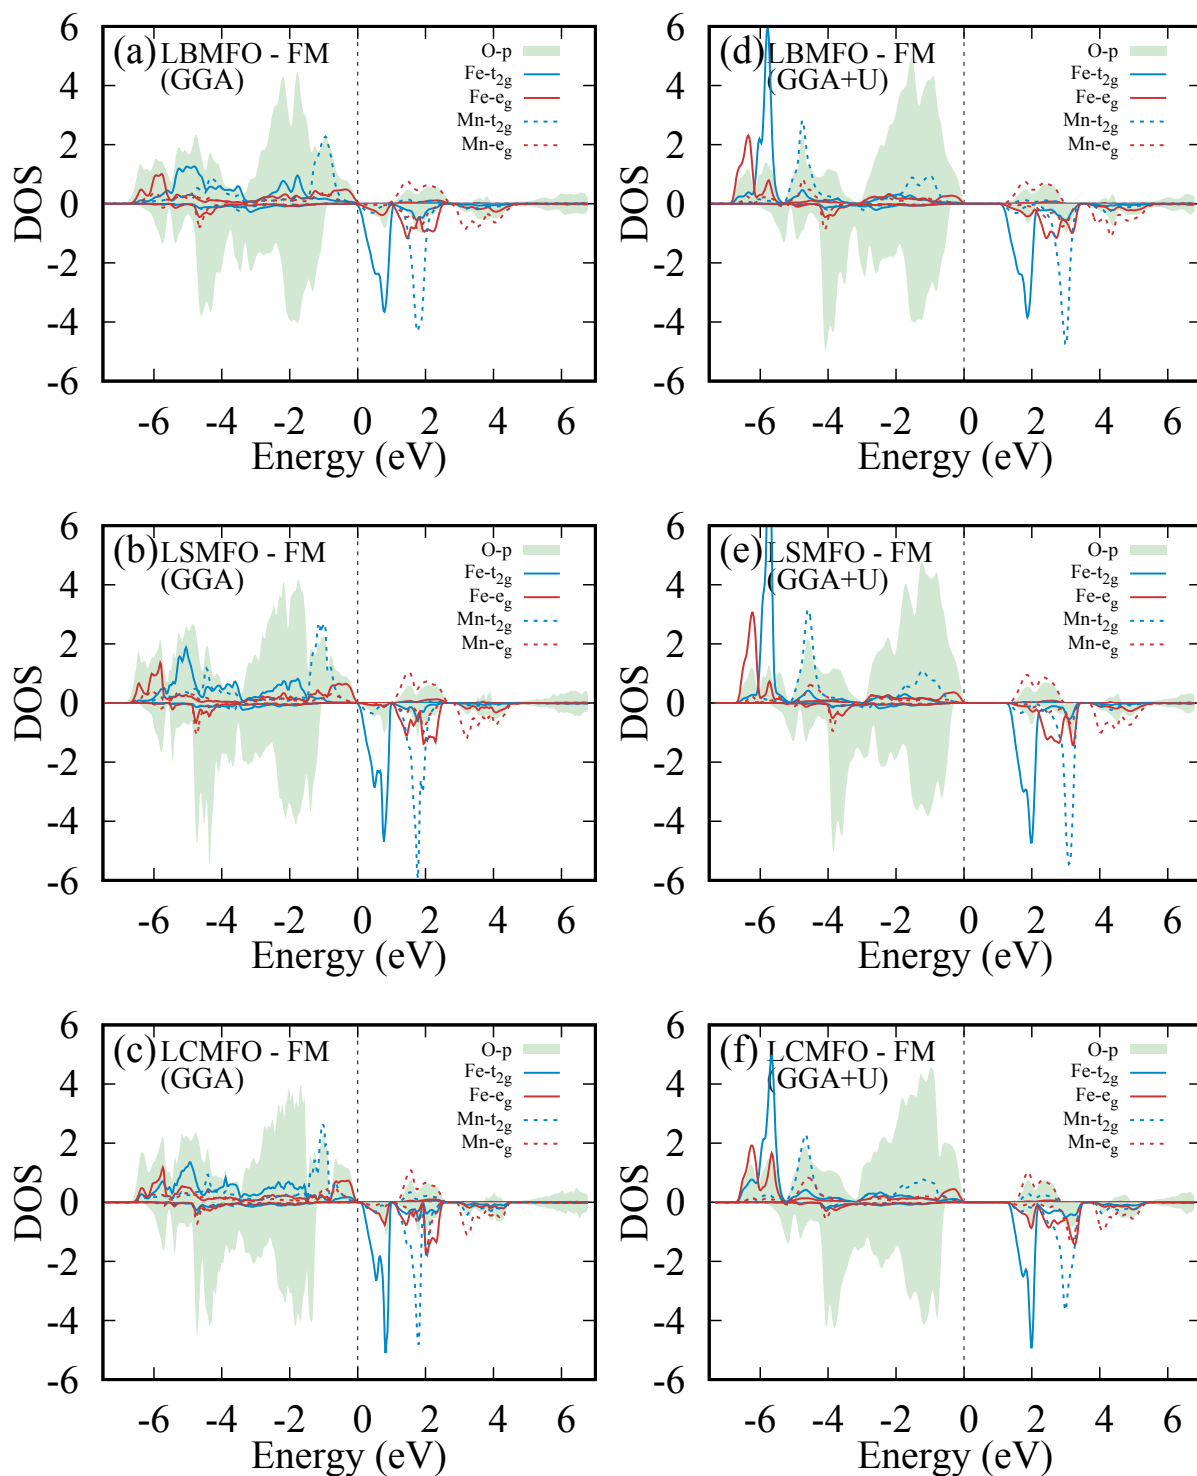 (a) LBMFO - FM
(GGA)
O-p
Fe-t2g
Fe-eg
Mn-t2g
Mn-eg
6
4
2
0
-2
-4
-6
DOS
-6 -4 -2 0 2 4 6
Energy (eV)
(d) LBMFO - FM
(GGA+U)
O-p
Fe-t2g
Fe-eg
Mn-t2g
Mn-eg
6
4
2
0
-2
-4
-6
DOS
-6 -4 -2 0 2 4 6
Energy (eV)
(b) LSMFO - FM
(GGA)
O-p
Fe-t2g
Fe-eg
Mn-t2g
Mn-eg
6
4
2
0
-2
-4
-6
DOS
-6 -4 -2 0 2 4 6
Energy (eV)
(e) LSMFO - FM
(GGA+U)
O-p
Fe-t2g
Fe-eg
Mn-t2g
Mn-eg
6
4
2
0
-2
-4
-6
DOS
-6 -4 -2 0 2 4 6
Energy (eV)
(c) LCMFO - FM
(GGA)
O-p
Fe-t2g
Fe-eg
Mn-t2g
Mn-eg
6
4
2
0
-2
-4
-6
DOS
-6 -4 -2 0 2 4 6
Energy (eV)
(f) LCMFO - FM
(GGA+U)
O-p
Fe-t2g
Fe-eg
Mn-t2g
Mn-eg
6
4
2
0
-2
-4
-6
DOS
-6 -4 -2 0 2 4 6
Energy (eV)